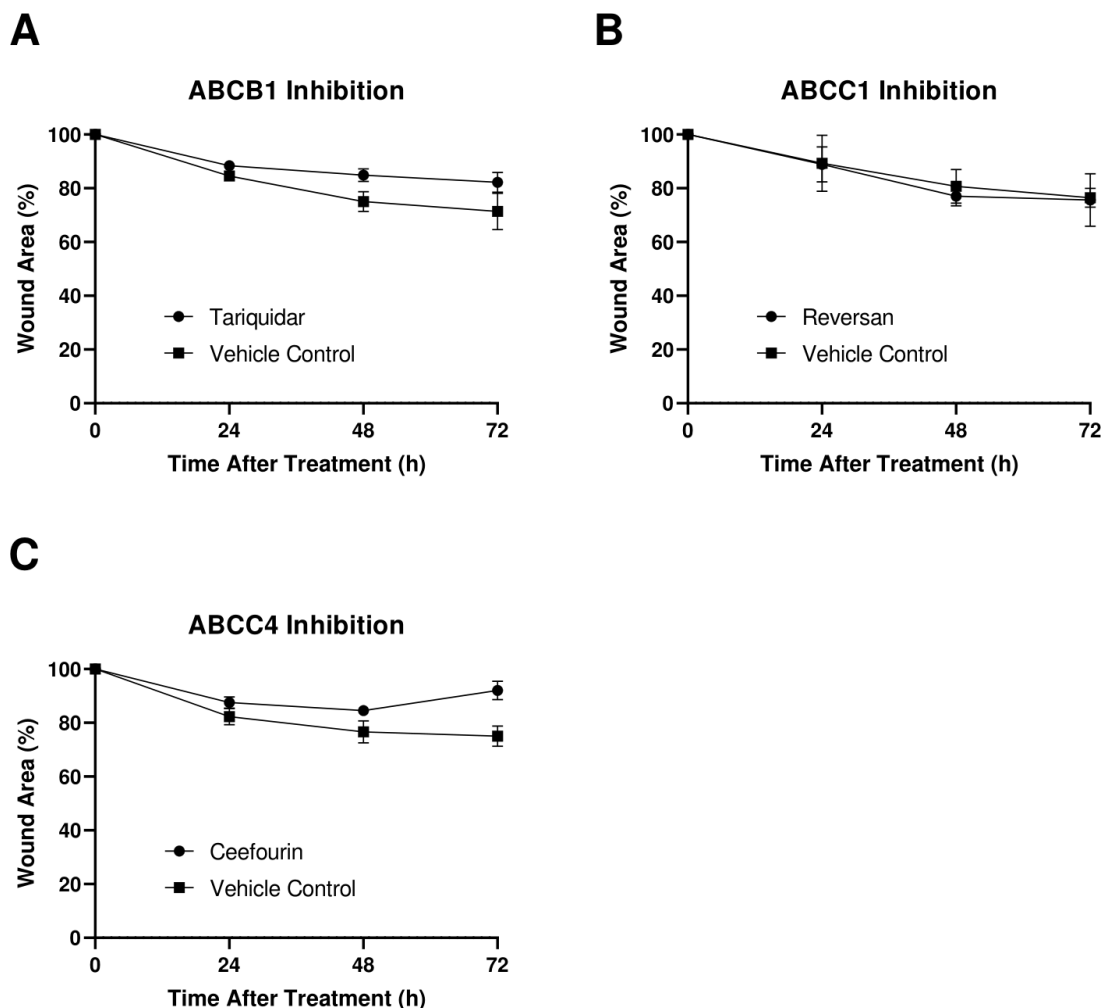 A
ABCB1 Inhibition
100
80
60
40
20
0
Wound Area (%)
Tariquidar
Vehicle Control
0 24 48 72
Time After Treatment (h)
B
ABCC1 Inhibition
100
80
60
40
20
0
Wound Area (%)
Reversan
Vehicle Control
0 24 48 72
Time After Treatment (h)
C
ABCC4 Inhibition
100
80
60
40
20
0
Wound Area (%)
Ceefourin
Vehicle Control
0 24 48 72
Time After Treatment (h)